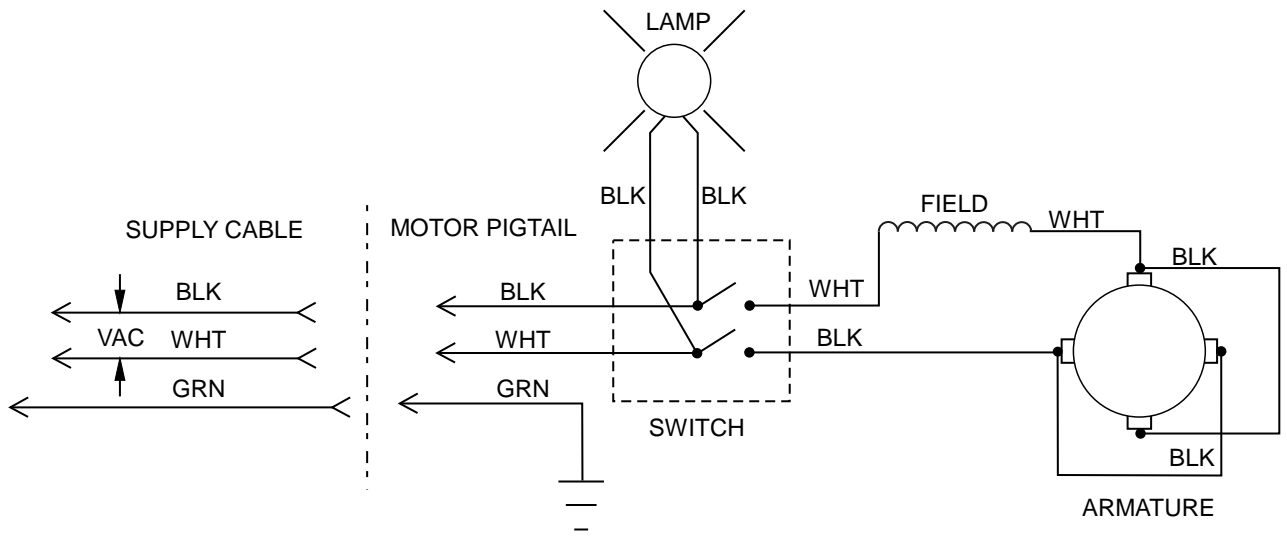 LAMP
BLK
BLK
FIELD
WHT
SUPPLY CABLE
MOTOR PIGTAIL
BLK
BLK
BLK
WHT
VAC
WHT
WHT
BLK
GRN
GRN
SWITCH
BLK
ARMATURE